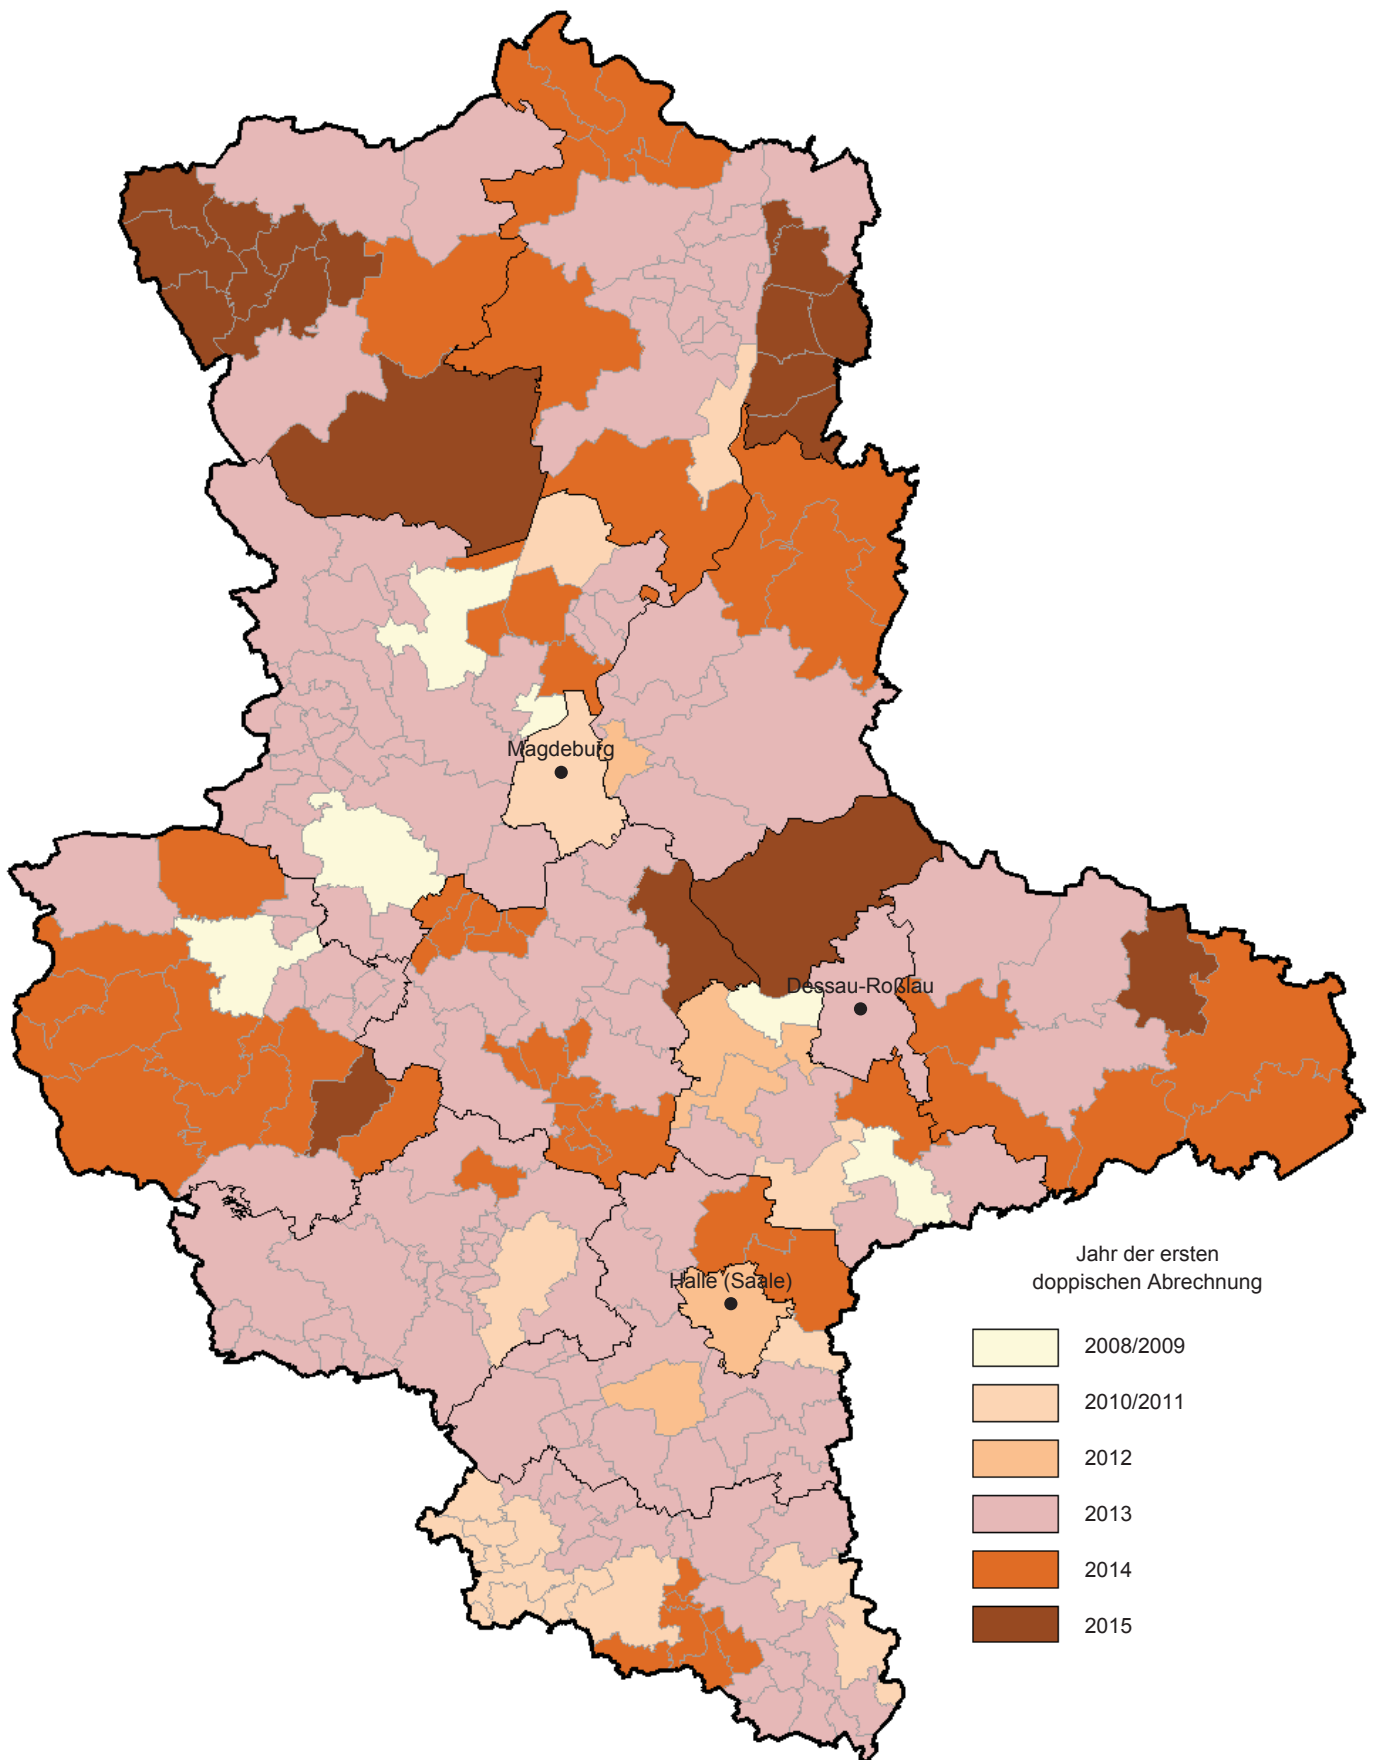 Magdeburg
Dessau-Roßlau
Halle (Saale)
Jahr der ersten
doppischen Abrechnung
2008/2009
2010/2011
2012
2013
2014
2015